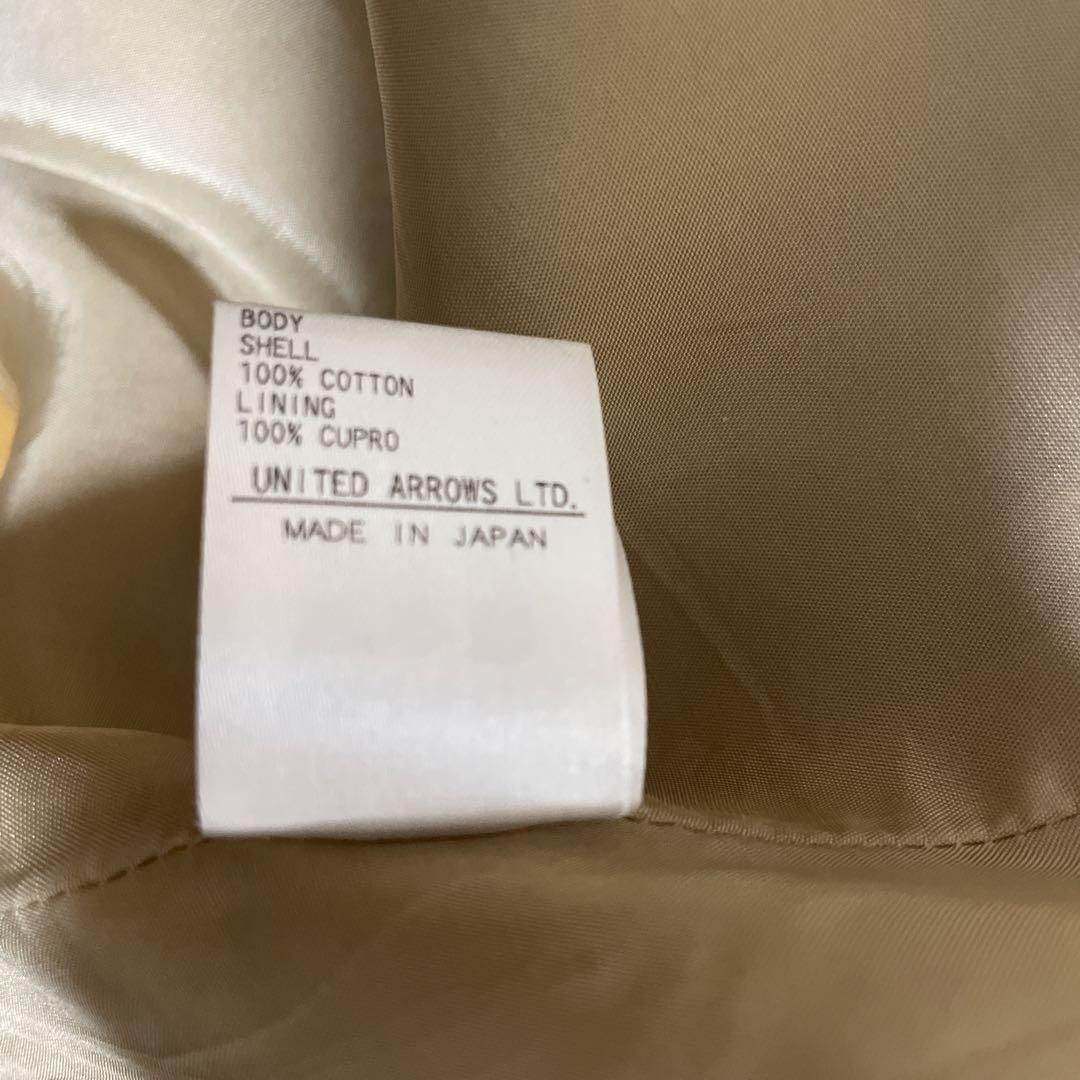 BODY
SHELL
100% COTTON
LINING
100% CUPRO
UNITED ARROWS LTD.
MADE IN JAPAN